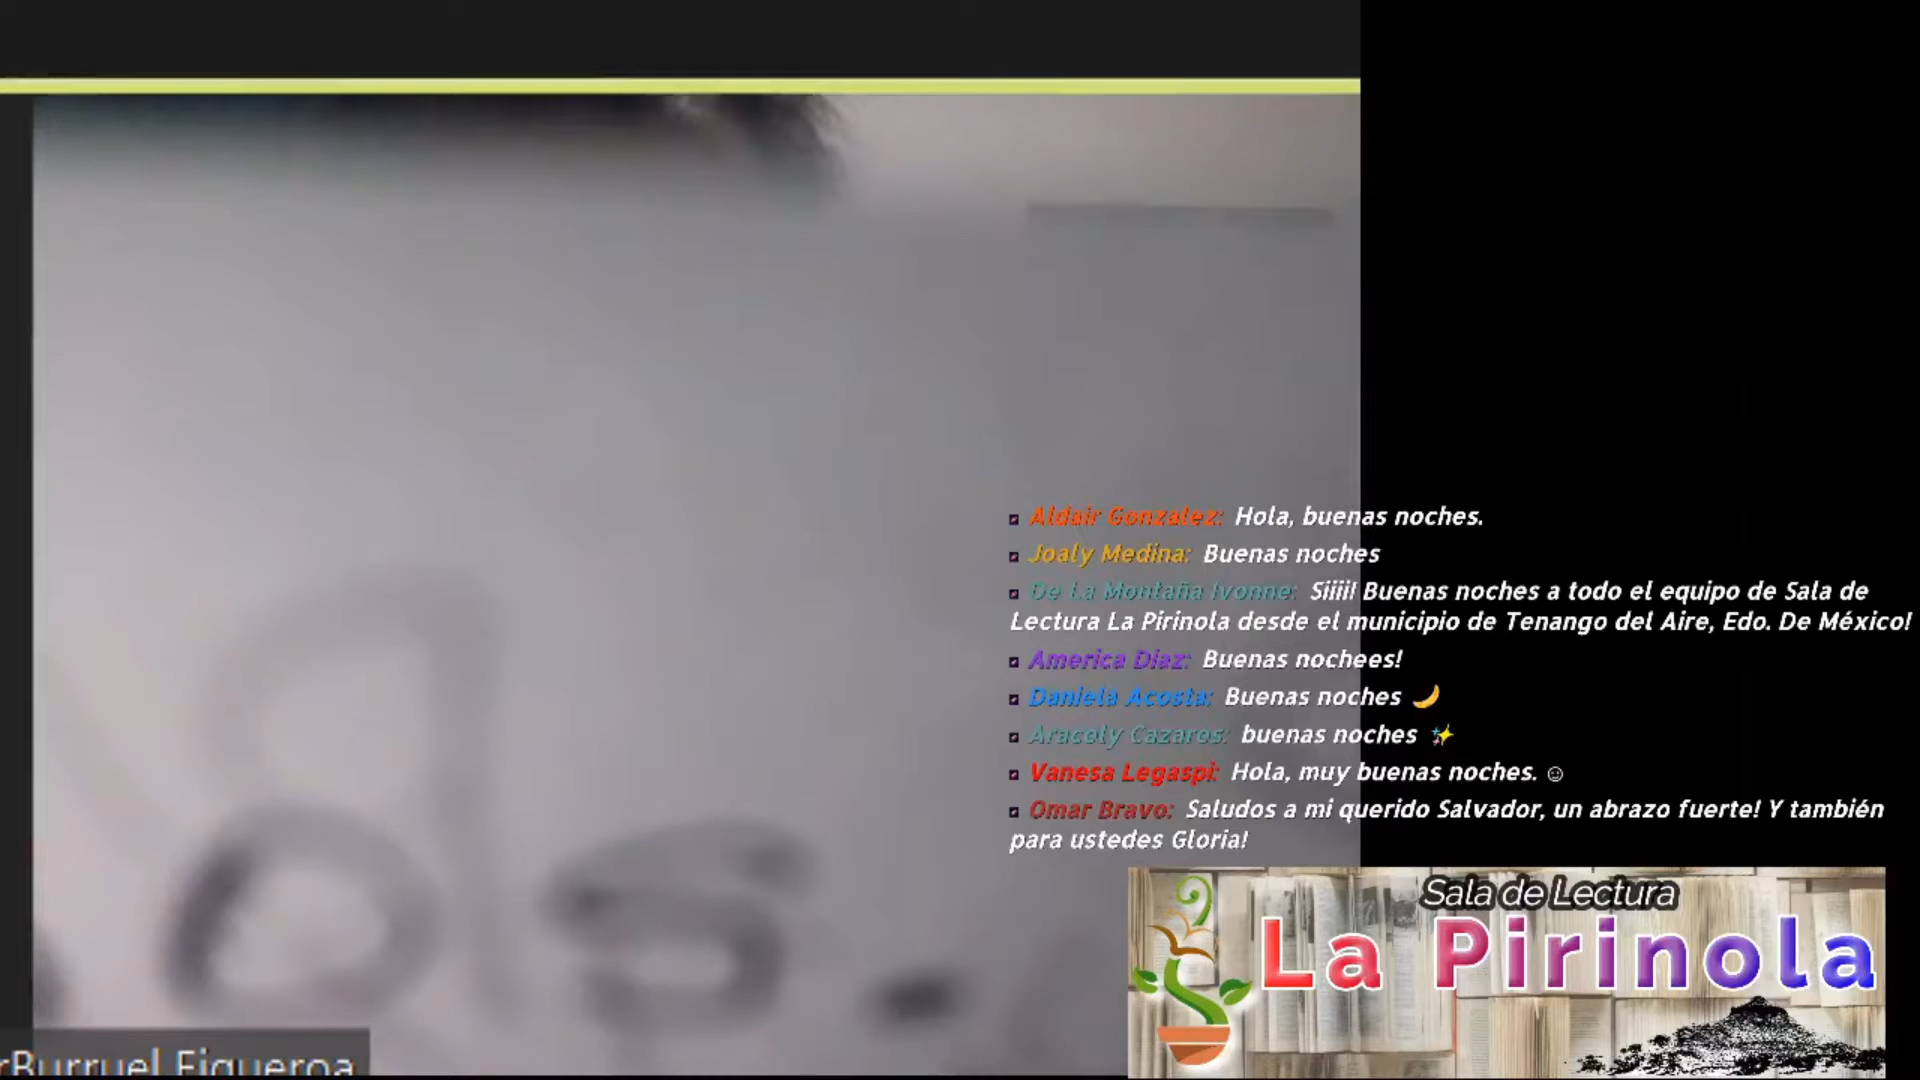 Aldair Gonzalez: Hola, buenas noches.
Joaly Medina: Buenas noches
De La Montaña Ivonne: Siiii! Buenas noches a todo el equipo de Sala de
Lectura La Pirinola desde el municipio de Tenango del Aire, Edo. De México!
America Diaz: Buenas nochees!
Daniela Acosta: Buenas noches 🌙
Aracely Cazares: buenas noches ✨
Vanesa Legaspi: Hola, muy buenas noches. ☺
Omar Bravo: Saludos a mi querido Salvador, un abrazo fuerte! Y también
para ustedes Gloria!
Sala de Lectura
La Pirinola
rBurruel Figueroa
os.